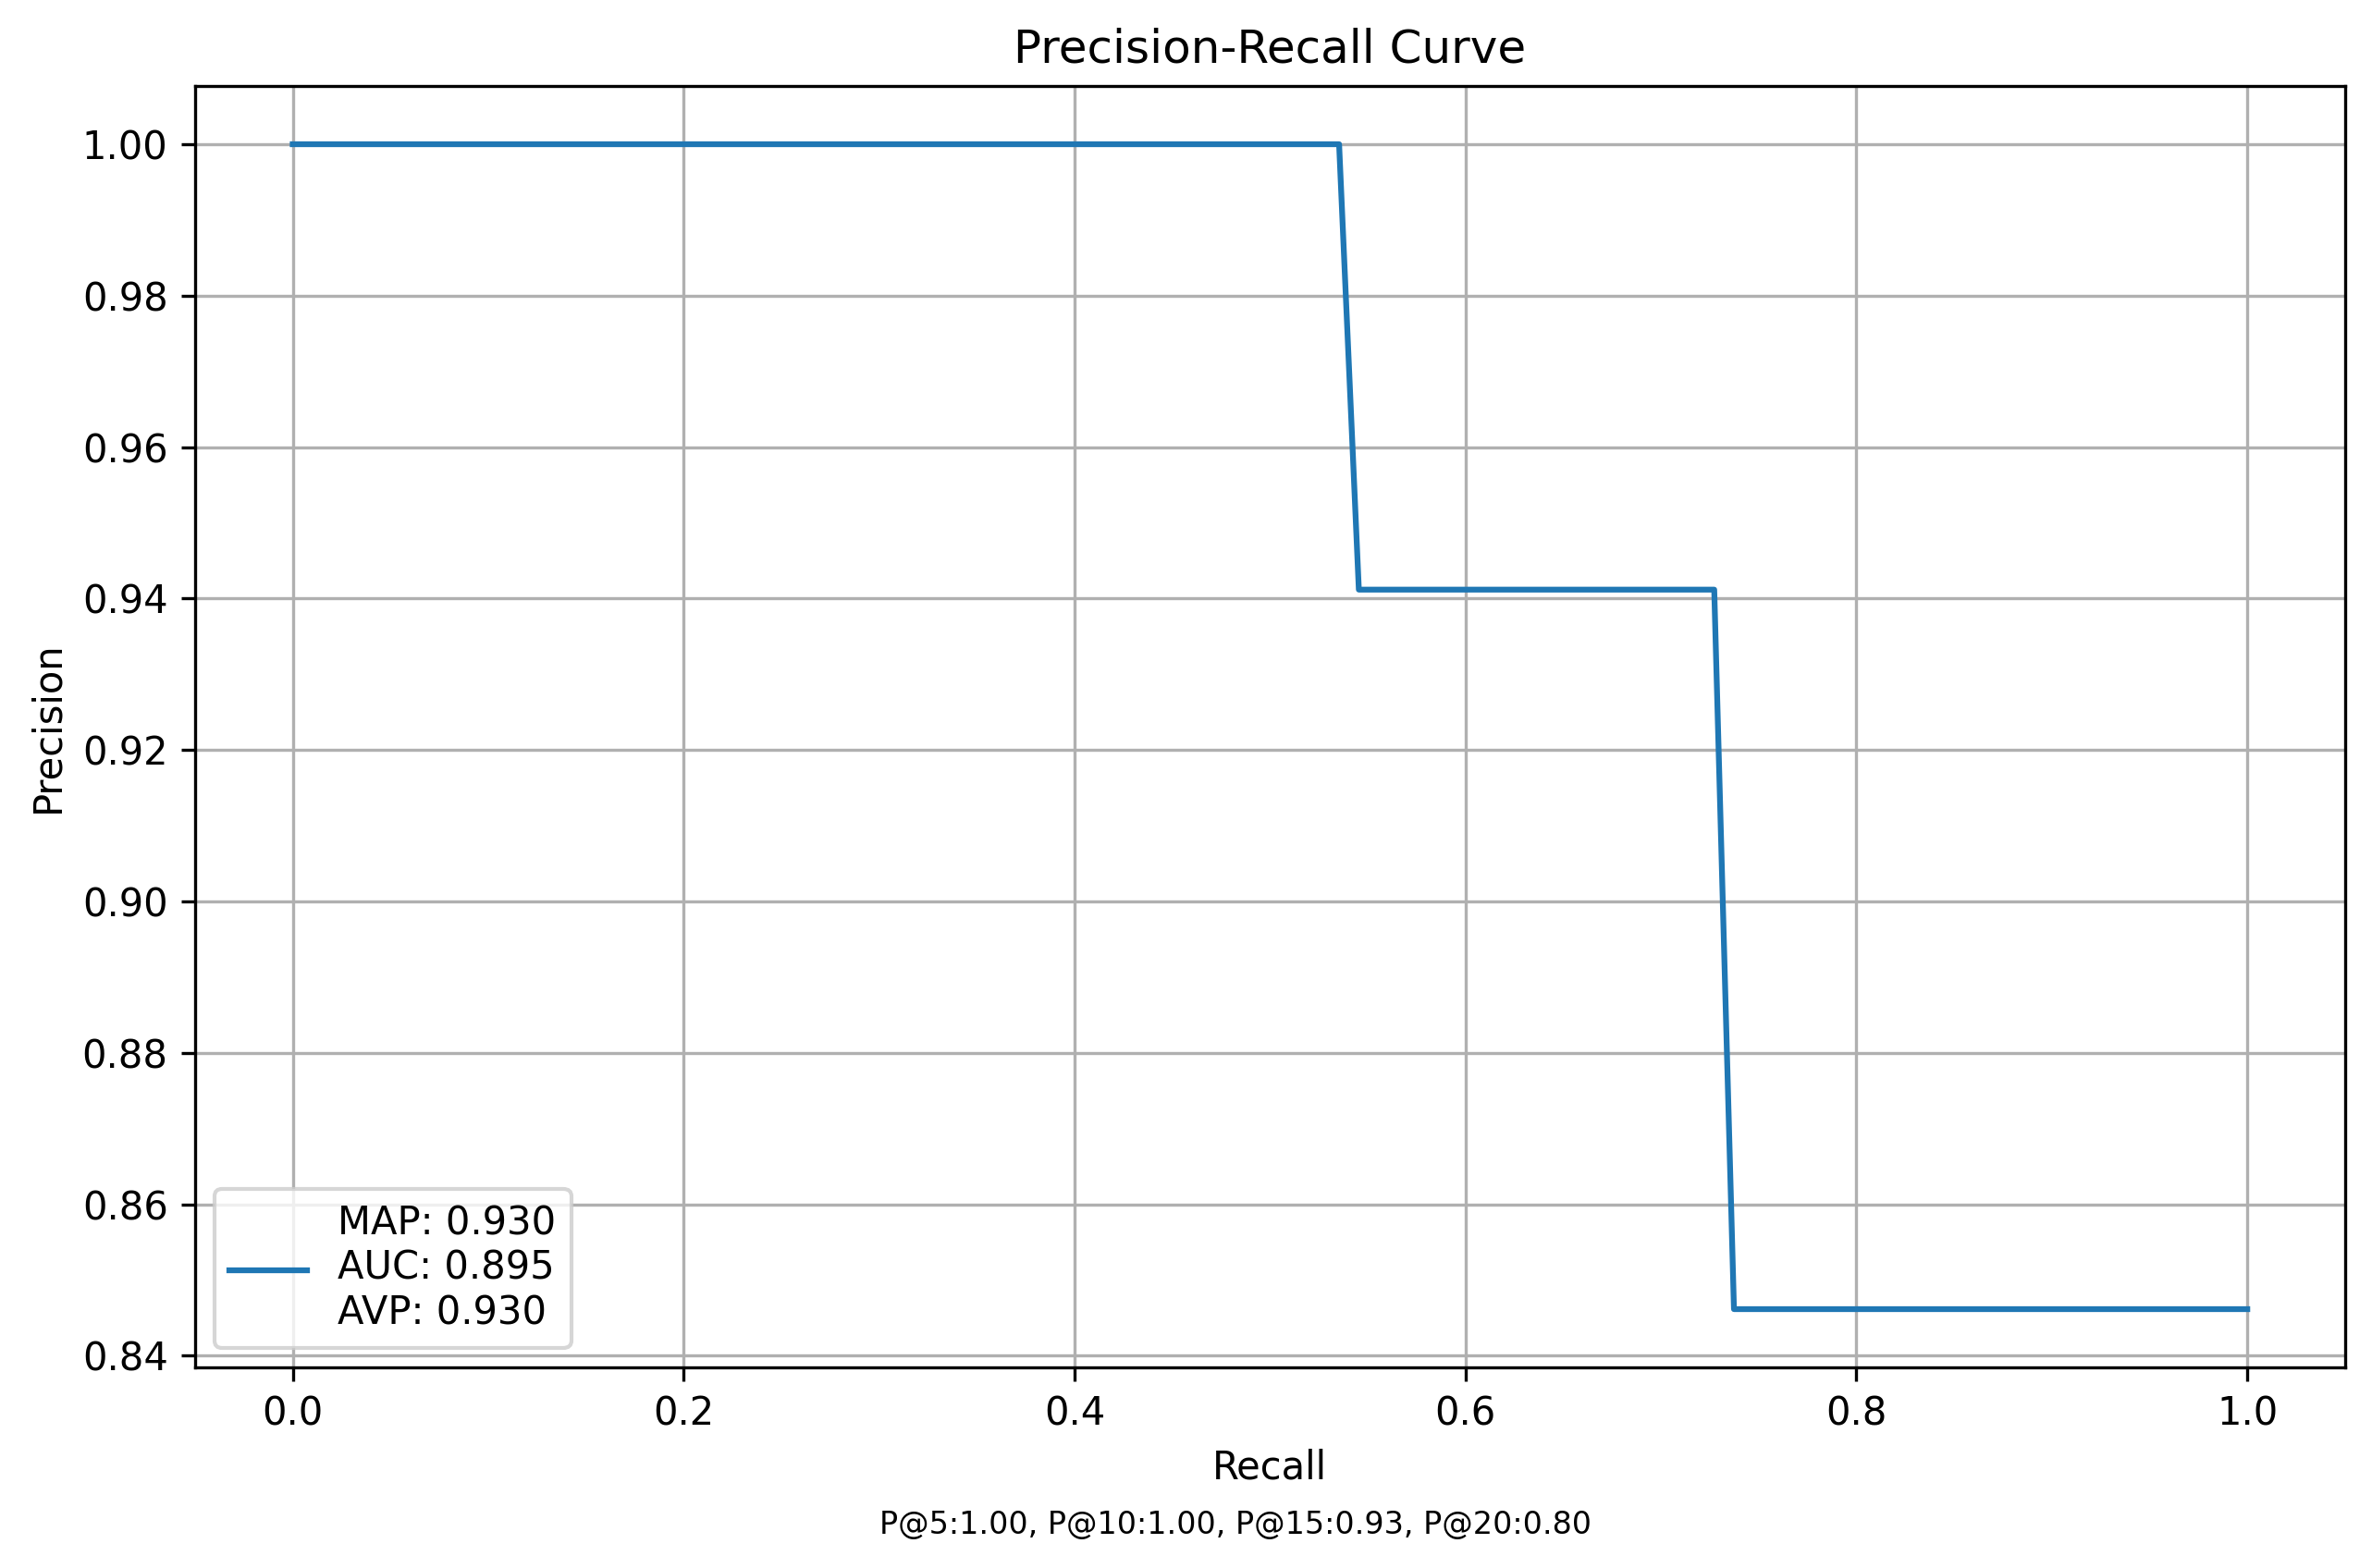 Precision-Recall Curve
1.00
0.98
0.96
0.94
0.92
0.90
0.88
0.86
0.84
Precision
MAP: 0.930
AUC: 0.895
AVP: 0.930
0.0 0.2 0.4 0.6 0.8 1.0
Recall
P@5:1.00, P@10:1.00, P@15:0.93, P@20:0.80